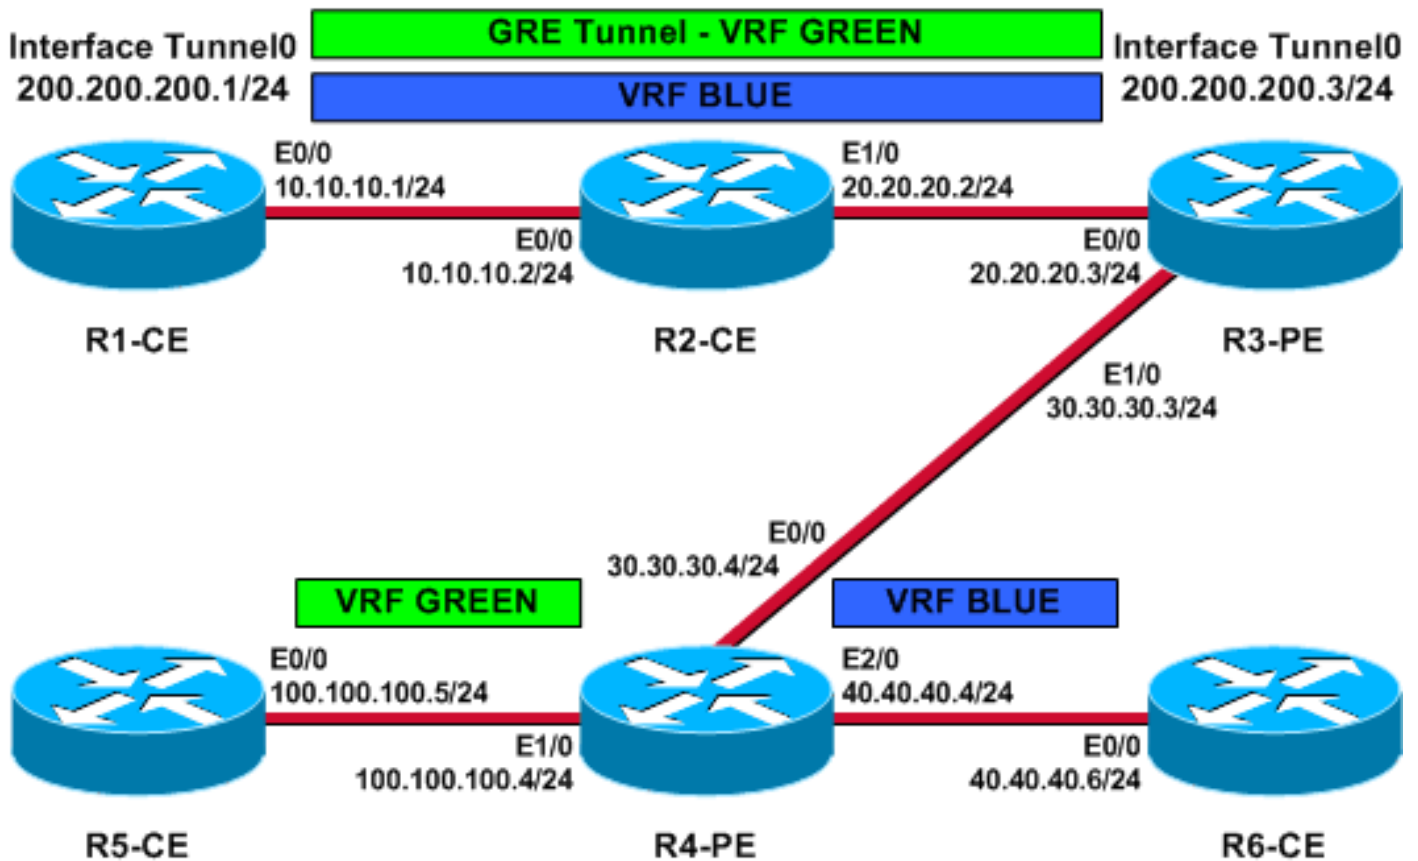 GRE Tunnel - VRF GREEN
Interface Tunnel0
200.200.200.1/24
Interface Tunnel0
200.200.200.3/24
VRF BLUE
E0/0
10.10.10.1/24
E1/0
20.20.20.2/24
E0/0
10.10.10.2/24
E0/0
20.20.20.3/24
R1-CE
R2-CE
R3-PE
E1/0
30.30.30.3/24
E0/0
30.30.30.4/24
VRF GREEN
VRF BLUE
E0/0
100.100.100.5/24
E2/0
40.40.40.4/24
E1/0
100.100.100.4/24
E0/0
40.40.40.6/24
R5-CE
R4-PE
R6-CE